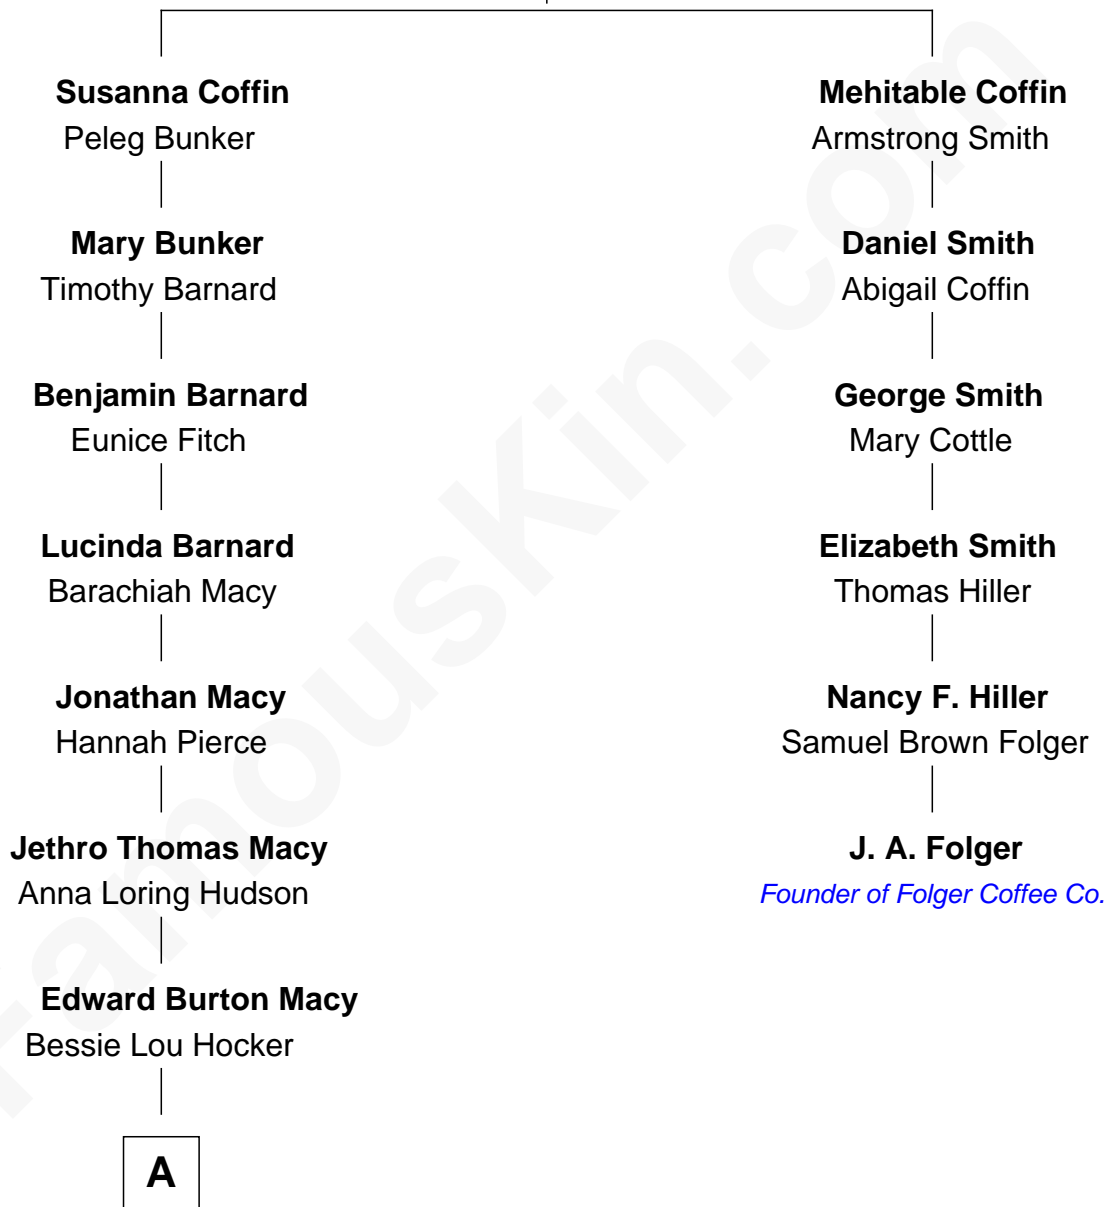 Susanna Coffin
Peleg Bunker
Mary Bunker
Timothy Barnard
Benjamin Barnard
Eunice Fitch
Lucinda Barnard
Barachiah Macy
Jonathan Macy
Hannah Pierce
Jethro Thomas Macy
Anna Loring Hudson
Edward Burton Macy
Bessie Lou Hocker
A
Mehitable Coffin
Armstrong Smith
Daniel Smith
Abigail Coffin
George Smith
Mary Cottle
Elizabeth Smith
Thomas Hiller
Nancy F. Hiller
Samuel Brown Folger
J. A. Folger
Founder of Folger Coffee Co.
FamousKin.com